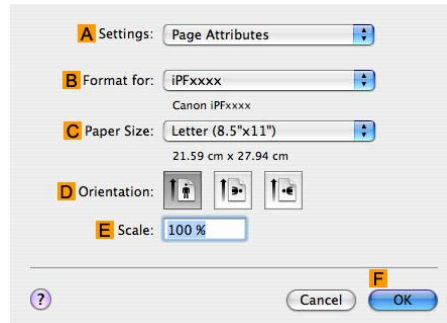 A Settings: Page Attributes
B Format for: iPFxxxx
Canon iPFxxxx
C Paper Size: Letter (8.5"x11")
21.59 cm x 27.94 cm
D Orientation:
E Scale: 100 %
F
? Cancel OK